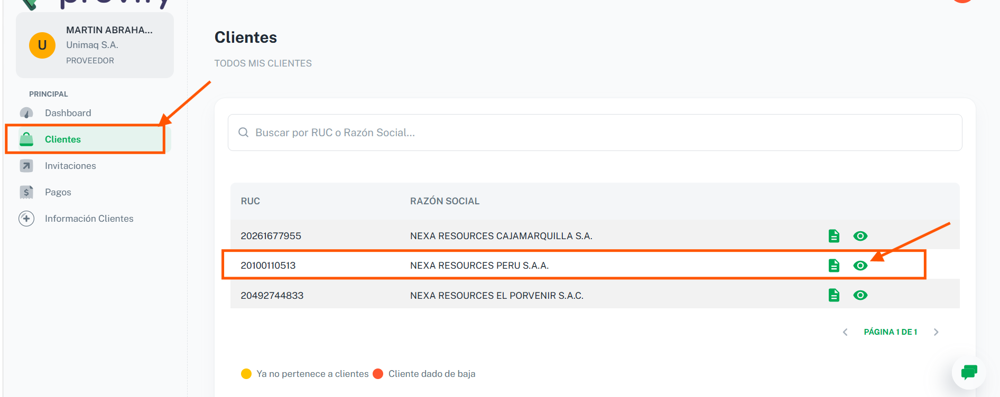 MARTIN ABRAHA...
U
Unimaq S.A.
PROVEEDOR
PRINCIPAL
Dashboard
Clientes
Invitaciones
Pagos
Información Clientes
Clientes
TODOS MIS CLIENTES
Buscar por RUC o Razón Social...
RUC RAZÓN SOCIAL
20261677955 NEXA RESOURCES CAJAMARQUILLA S.A.
20100110513 NEXA RESOURCES PERU S.A.A.
20492744833 NEXA RESOURCES EL PORVENIR S.A.C.
PÁGINA 1 DE 1
Ya no pertenece a clientes Cliente dado de baja